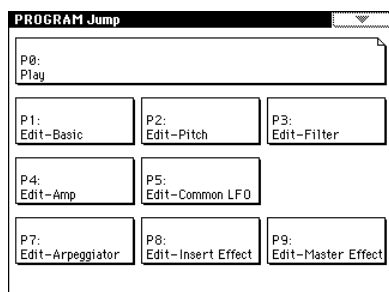 PROGRAM Jump
P0:
Play
P1:
Edit-Basic
P2:
Edit-Pitch
P3:
Edit-Filter
P4:
Edit-Amp
P5:
Edit-Common LFO
P7:
Edit-Arpeggiator
P8:
Edit-Insert Effect
P9:
Edit-Master Effect